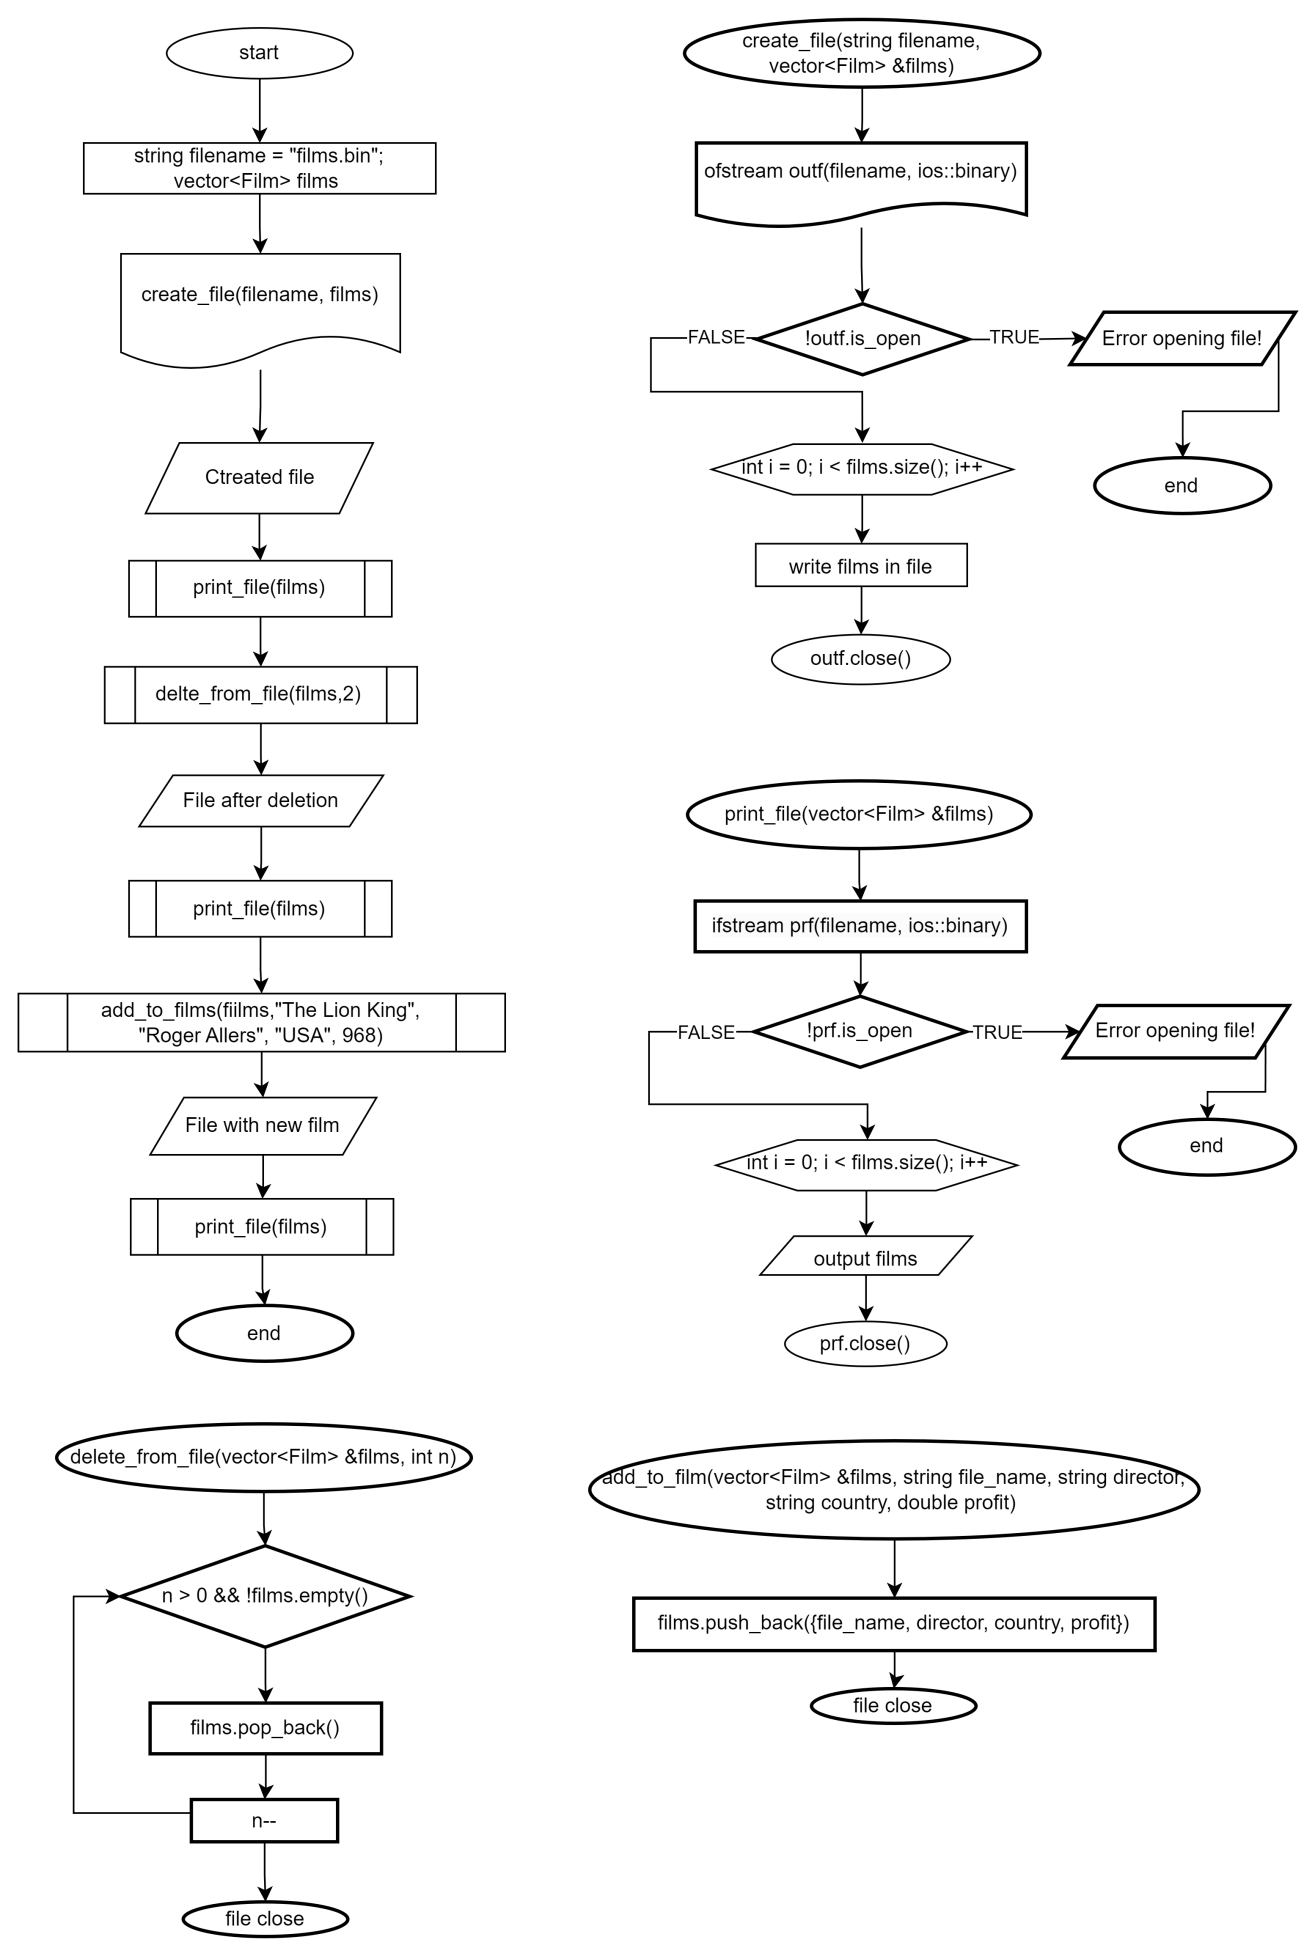 start
string filename = "films.bin";
vector<Film> films
create_file(filename, films)
Ctreated file
print_file(films)
delte_from_file(films,2)
File after deletion
print_file(films)
add_to_films(fiilms,"The Lion King",
"Roger Allers", "USA", 968)
File with new film
print_file(films)
end
create_file(string filename,
vector<Film> &films)
ofstream outf(filename, ios::binary)
FALSE
!outf.is_open
TRUE
Error opening file!
end
int i = 0; i < films.size(); i++
write films in file
outf.close()
print_file(vector<Film> &films)
ifstream prf(filename, ios::binary)
FALSE
!prf.is_open
TRUE
Error opening file!
end
int i = 0; i < films.size(); i++
output films
prf.close()
delete_from_file(vector<Film> &films, int n)
n > 0 && !films.empty()
films.pop_back()
n--
file close
add_to_film(vector<Film> &films, string file_name, string director,
string country, double profit)
films.push_back({file_name, director, country, profit})
file close